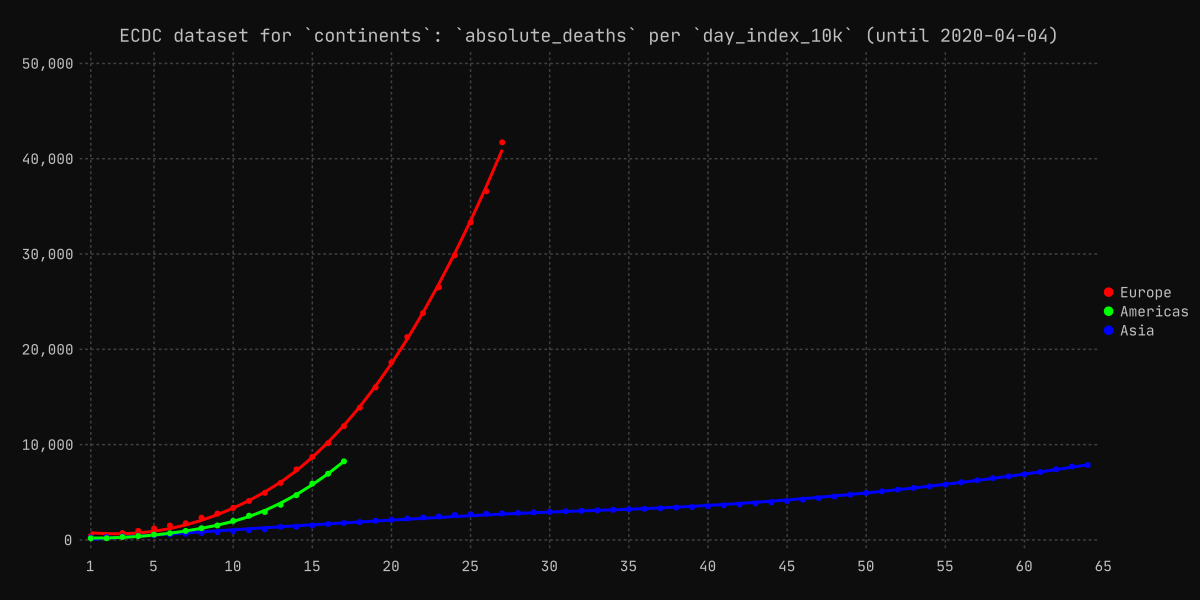 ECDC dataset for `continents`: `absolute_deaths` per `day_index_10k` (until 2020-04-04)
50,000
40,000
30,000
20,000
10,000
0
1 5 10 15 20 25 30 35 40 45 50 55 60 65
Europe
Americas
Asia